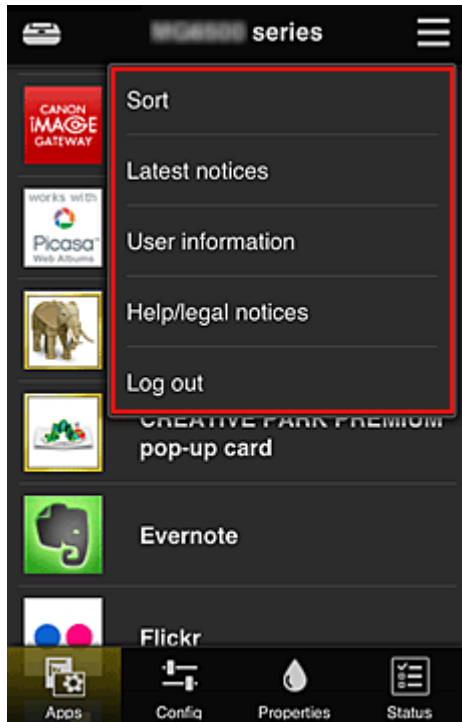 series
Sort
CANON
iMAGE
GATEWAY
Latest notices
works with
Picasa
Web Albums
User information
Help/legal notices
Log out
CREATIVE PARK PREMIUM
pop-up card
Evernote
Flickr
Apps
Config
Properties
Status